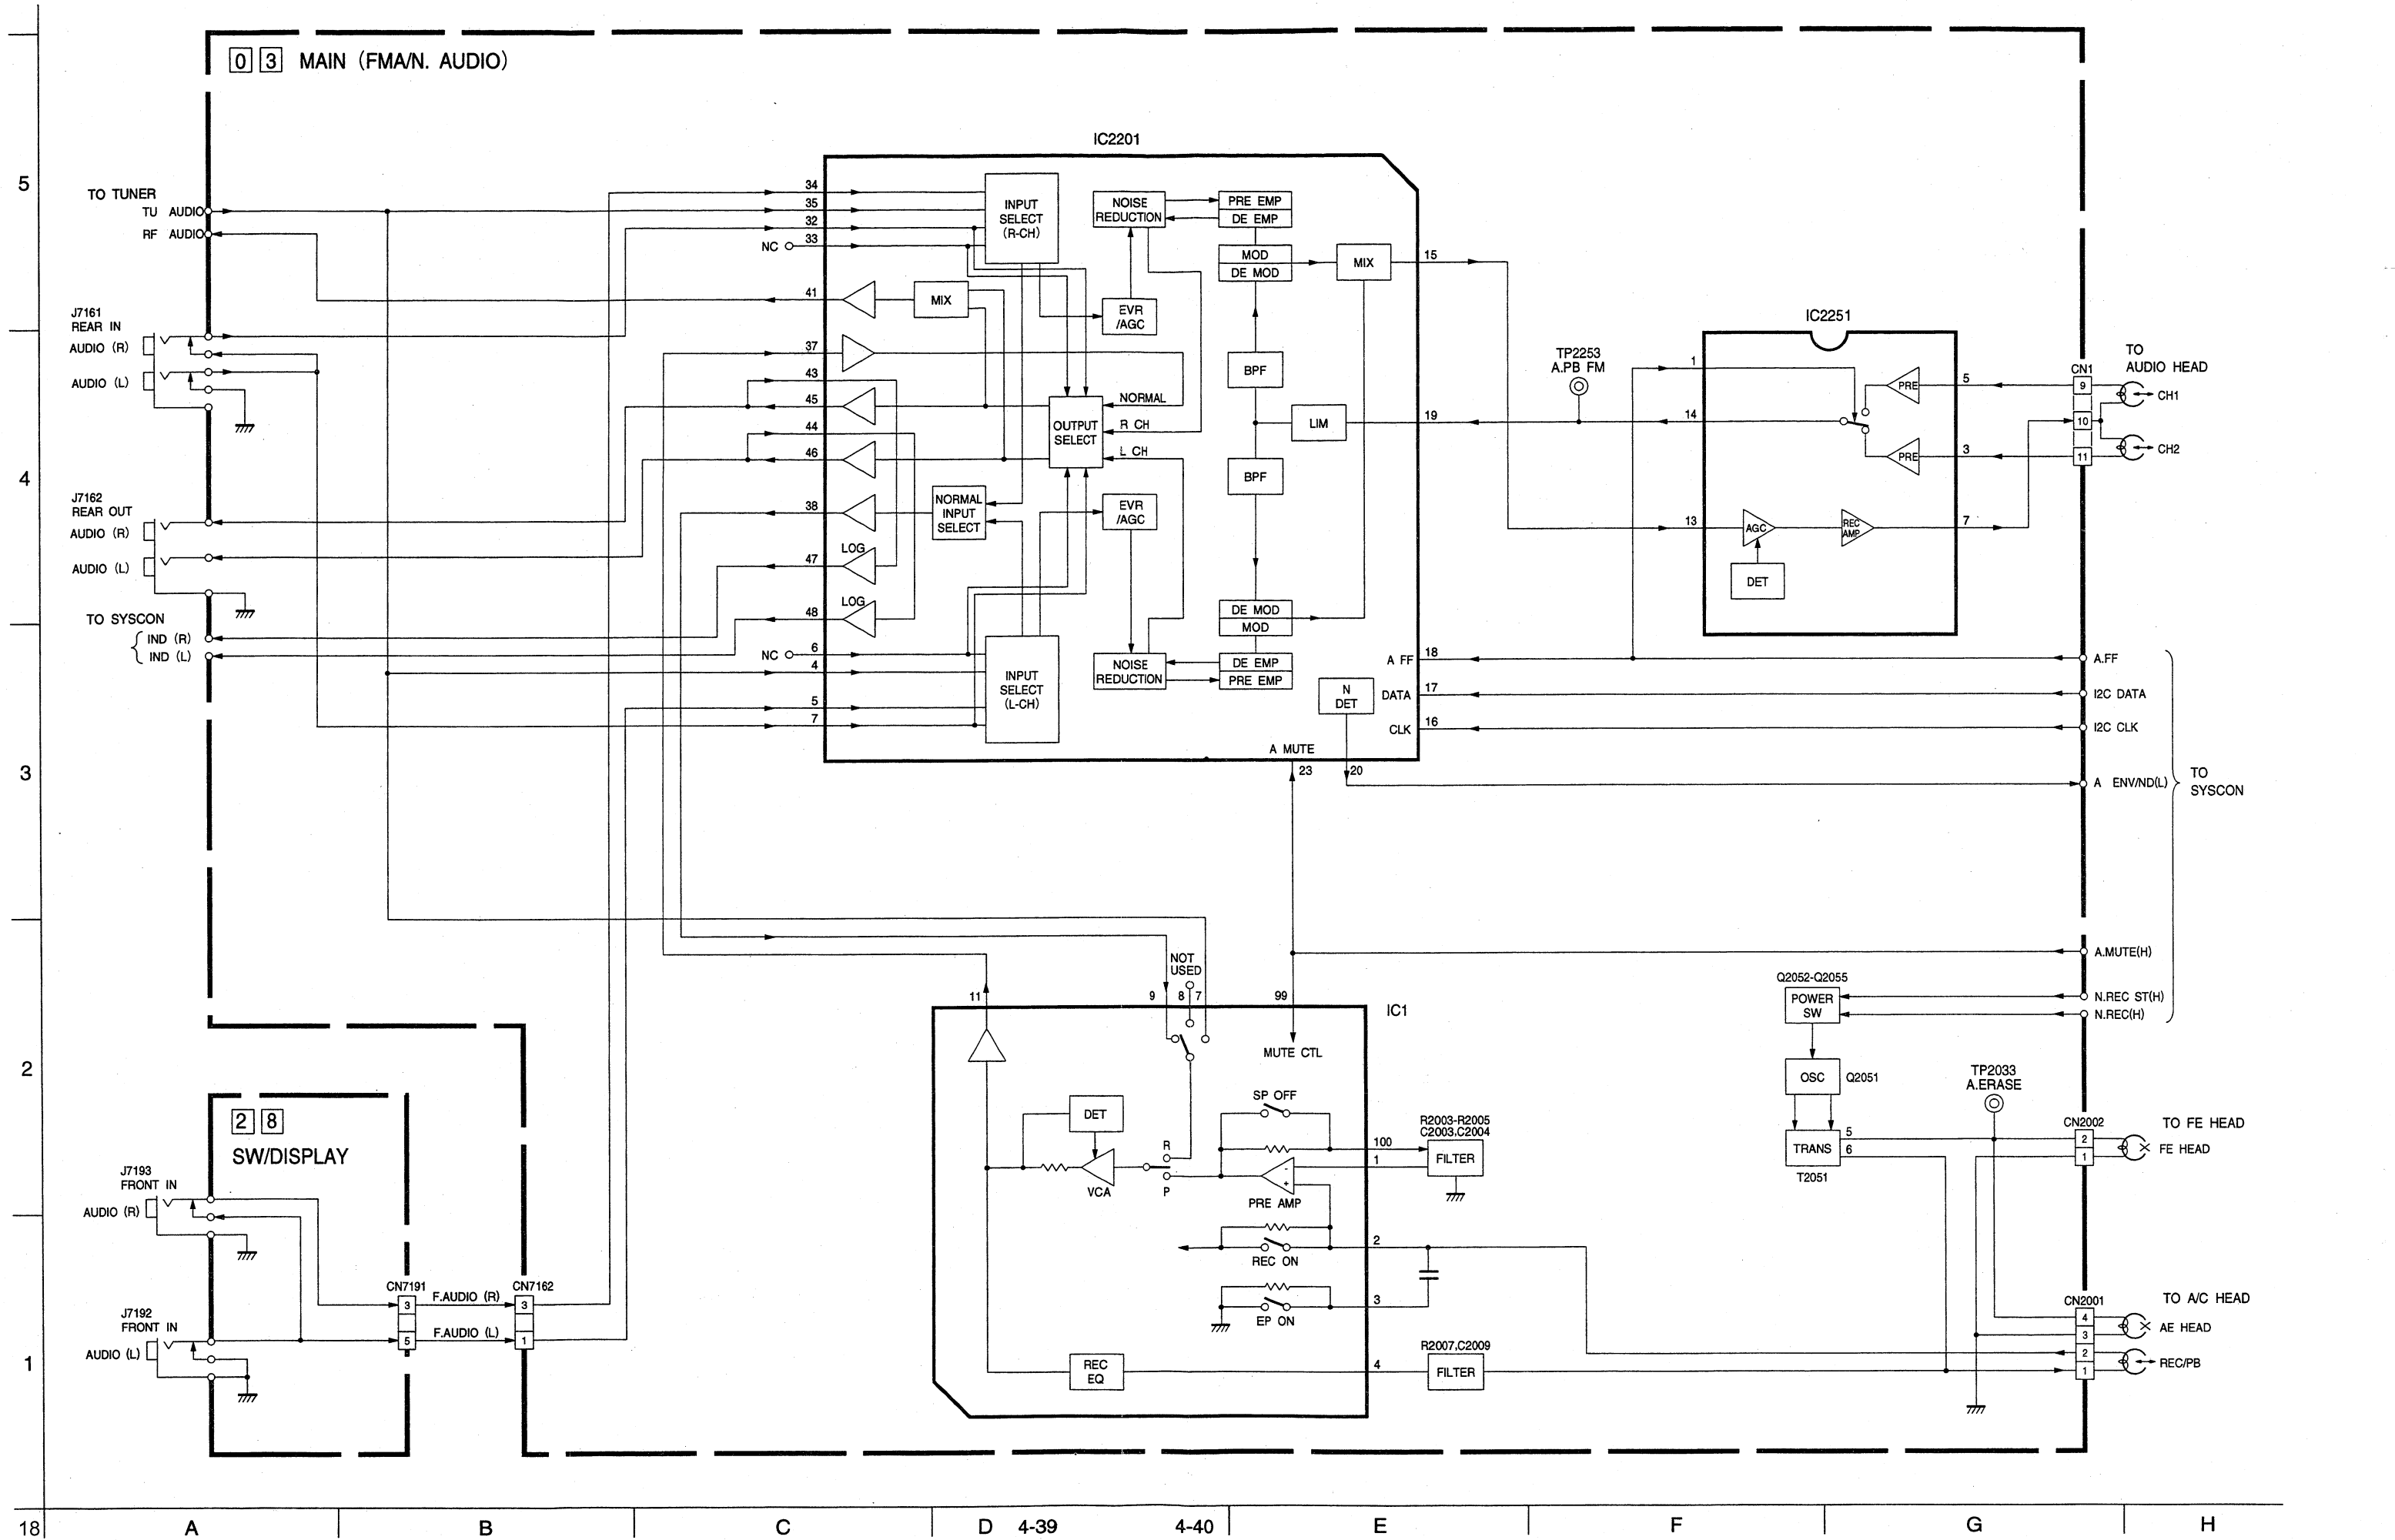 0 3 MAIN (FMA/N. AUDIO)
5
4
3
2
1
TO TUNER
TU AUDIO
RF AUDIO
J7161
REAR IN
AUDIO (R)
AUDIO (L)
J7162
REAR OUT
AUDIO (R)
AUDIO (L)
TO SYSCON
IND (R)
IND (L)
IC2201
34
35
32
33
NC
41
37
43
45
44
46
38
47
48
NC
6
4
5
7
INPUT
SELECT
(R-CH)
MIX
NOISE
REDUCTION
PRE EMP
DE EMP
MOD
DE MOD
MIX
15
EVR
/AGC
BPF
NORMAL
R CH
L CH
OUTPUT
SELECT
LIM
19
BPF
NORMAL
INPUT
SELECT
EVR
/AGC
LOG
LOG
DE MOD
MOD
DE EMP
PRE EMP
NOISE
REDUCTION
INPUT
SELECT
(L-CH)
N
DET
A FF
18
DATA
17
CLK
16
A MUTE
23
20
TP2253
A.PB FM
IC2251
1
14
13
5
3
7
PRE
PRE
AGC
REC
AMP
DET
CN1
9
10
11
TO
AUDIO HEAD
CH1
CH2
A.FF
I2C DATA
I2C CLK
A ENV/ND(L)
TO
SYSCON
A.MUTE(H)
N.REC ST(H)
N.REC(H)
NOT
USED
11
9
8
7
99
IC1
MUTE CTL
SP OFF
DET
VCA
R
P
PRE AMP
-
+
100
1
R2003-R2005
C2003,C2004
FILTER
REC ON
2
EP ON
3
REC
EQ
4
R2007,C2009
FILTER
Q2052-Q2055
POWER
SW
OSC
Q2051
TRANS
T2051
5
6
TP2033
A.ERASE
CN2002
2
1
TO FE HEAD
FE HEAD
CN2001
4
3
2
1
TO A/C HEAD
AE HEAD
REC/PB
2 8
SW/DISPLAY
J7193
FRONT IN
AUDIO (R)
J7192
FRONT IN
AUDIO (L)
CN7191
3
5
F.AUDIO (R)
F.AUDIO (L)
CN7162
3
1
18 A B C D 4-39 4-40 E F G H